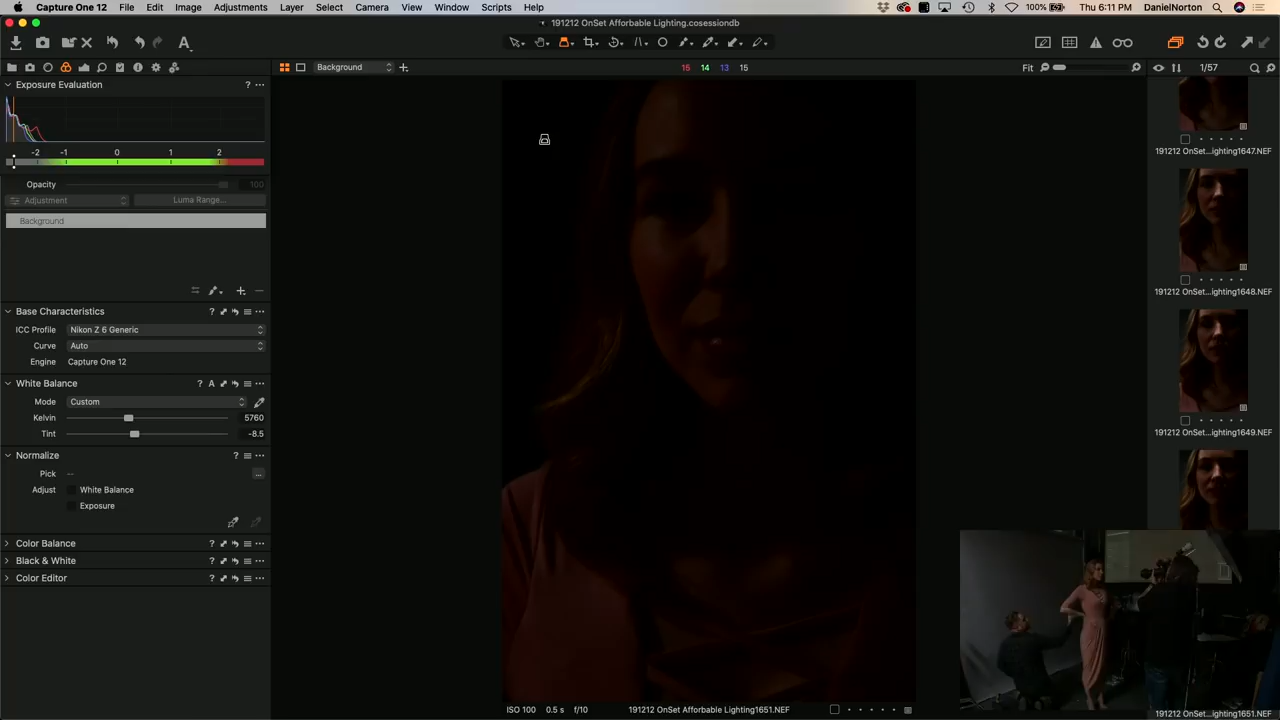 Capture One 12 File Edit Image Adjustments Layer Select Camera View Window Scripts Help 100% Thu 6:11 PM DanielNorton
191212 OnSet Afforbable Lighting.cosessiondb
Background
15 14 13 15
Fit
1/57
Exposure Evaluation
-2 -1 0 1 2
Opacity 100
Adjustment Luma Range...
Background
Base Characteristics
ICC Profile Nikon Z 6 Generic
Curve Auto
Engine Capture One 12
White Balance
Mode Custom
Kelvin 5760
Tint -8.5
Normalize
Pick --
Adjust White Balance
Exposure
Color Balance
Black & White
Color Editor
191212 OnSet...ighting1647.NEF
191212 OnSet...ighting1648.NEF
191212 OnSet...ighting1649.NEF
191212 OnSet...ighting1651.NEF
ISO 100 0.5 s f/10 191212 OnSet Afforbable Lighting1651.NEF